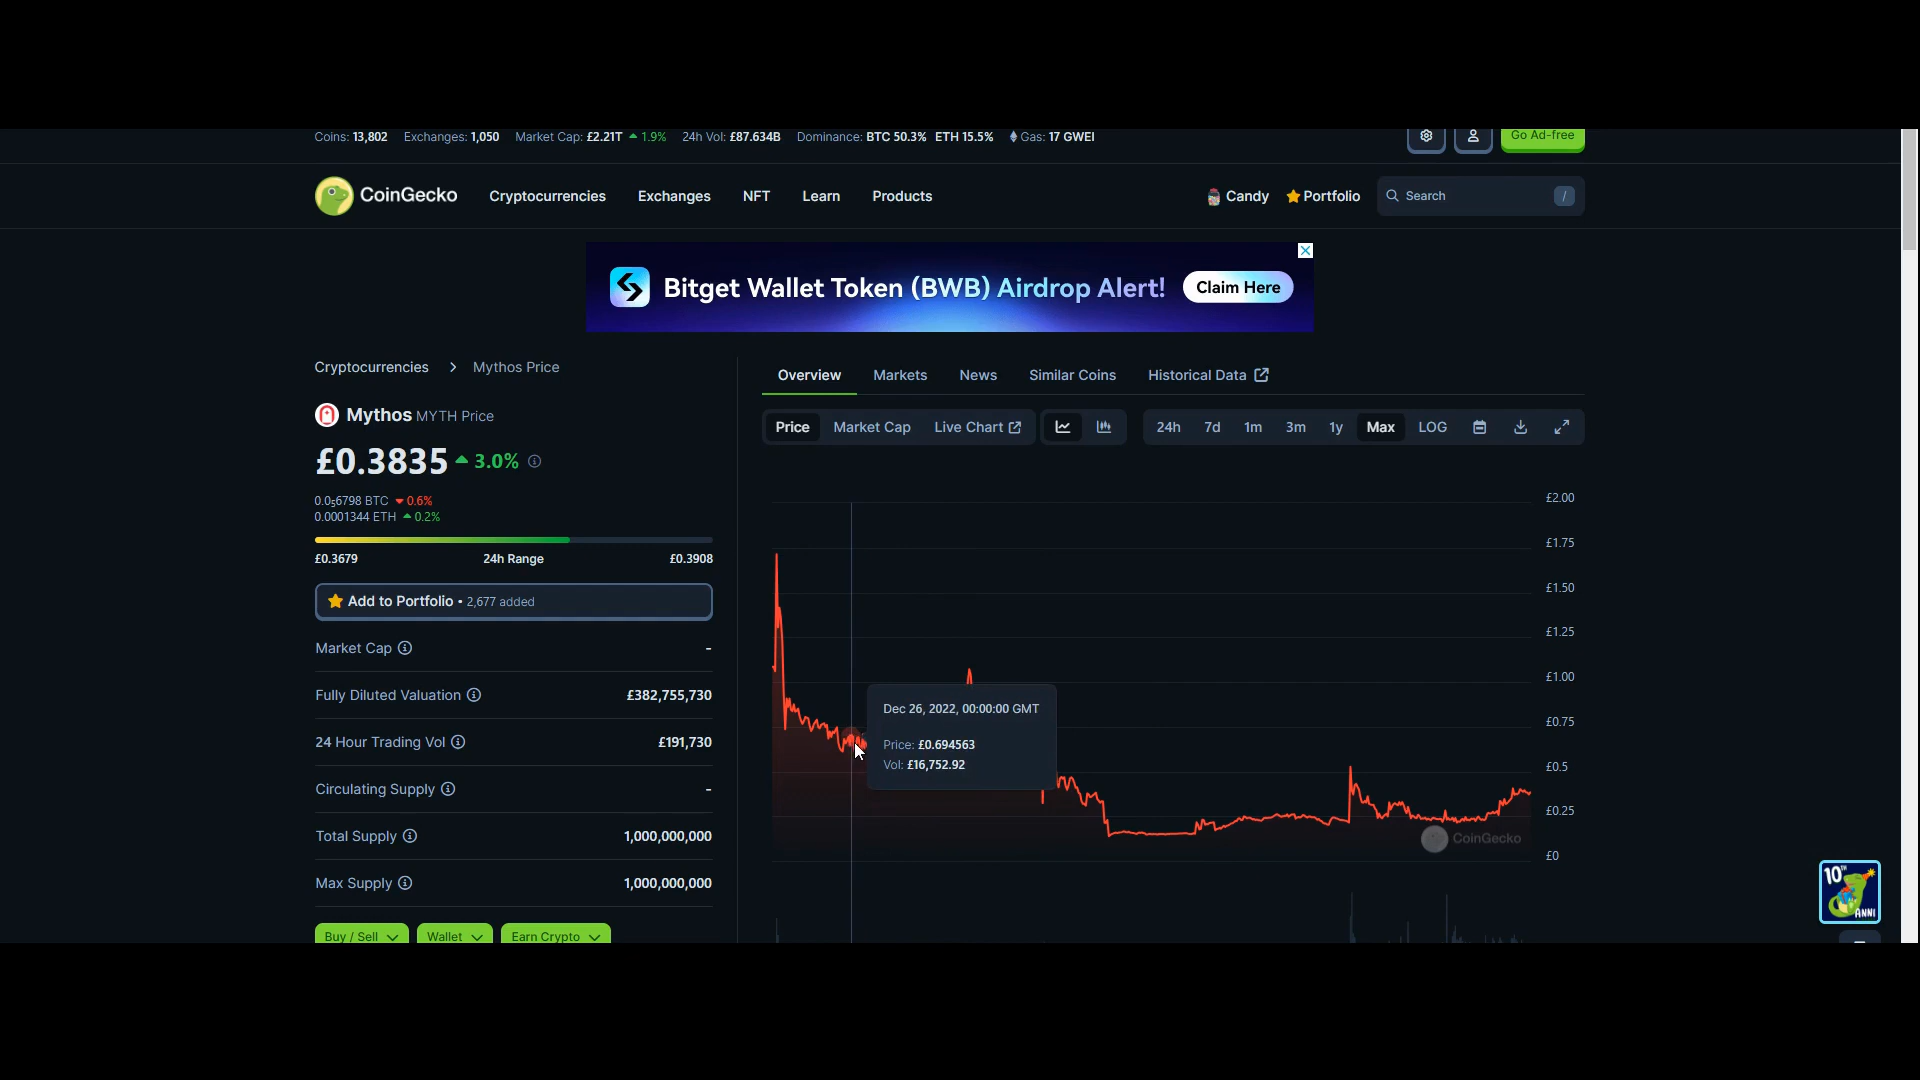 Coins: 13,802 Exchanges: 1,050 Market Cap: £2.21T 1.9% 24h Vol: £87.634B Dominance: BTC 50.3% ETH 15.5% Gas: 17 GWEI
Go Ad-free
CoinGecko Cryptocurrencies Exchanges NFT Learn Products Candy Portfolio Search /
Bitget Wallet Token (BWB) Airdrop Alert! Claim Here
Cryptocurrencies > Mythos Price
Overview Markets News Similar Coins Historical Data
Mythos MYTH Price
Price Market Cap Live Chart 24h 7d 1m 3m 1y Max LOG
£0.3835 3.0%
0.0₅6798 BTC 0.6%
0.0001344 ETH 0.2%
£0.3679 24h Range £0.3908
Add to Portfolio • 2,677 added
Market Cap -
Fully Diluted Valuation £382,755,730
24 Hour Trading Vol £191,730
Circulating Supply -
Total Supply 1,000,000,000
Max Supply 1,000,000,000
Buy / Sell Wallet Earn Crypto
£2.00
£1.75
£1.50
£1.25
£1.00
£0.75
£0.5
£0.25
£0
Dec 26, 2022, 00:00:00 GMT
Price: £0.694563
Vol: £16,752.92
CoinGecko
10TH
ANNI